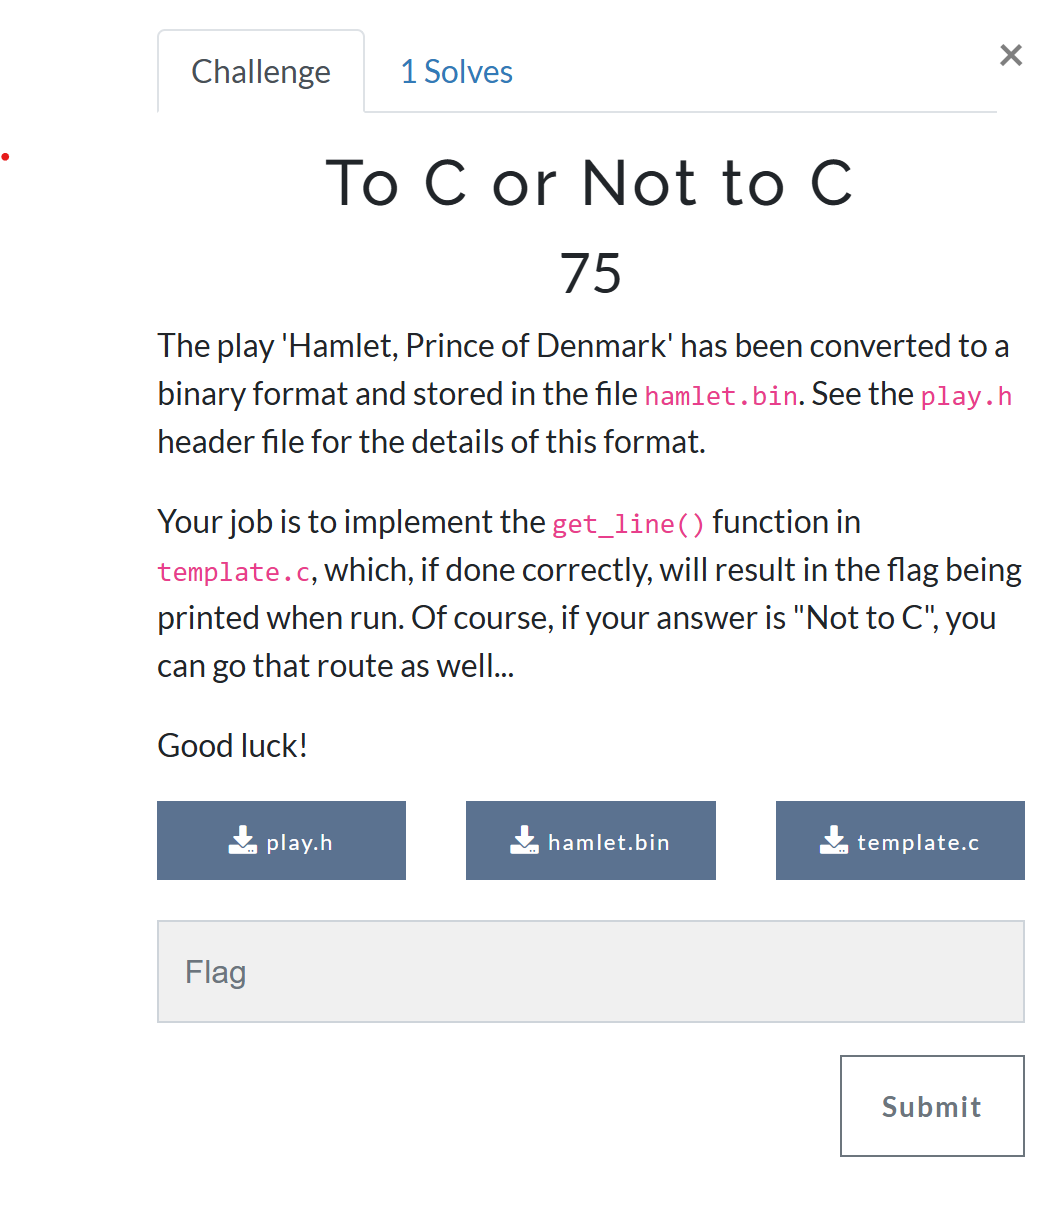 Challenge
1 Solves
×
To C or Not to C
75
The play 'Hamlet, Prince of Denmark' has been converted to a
binary format and stored in the file hamlet.bin. See the play.h
header file for the details of this format.
Your job is to implement the get_line() function in
template.c, which, if done correctly, will result in the flag being
printed when run. Of course, if your answer is "Not to C", you
can go that route as well...
Good luck!
play.h
hamlet.bin
template.c
Flag
Submit